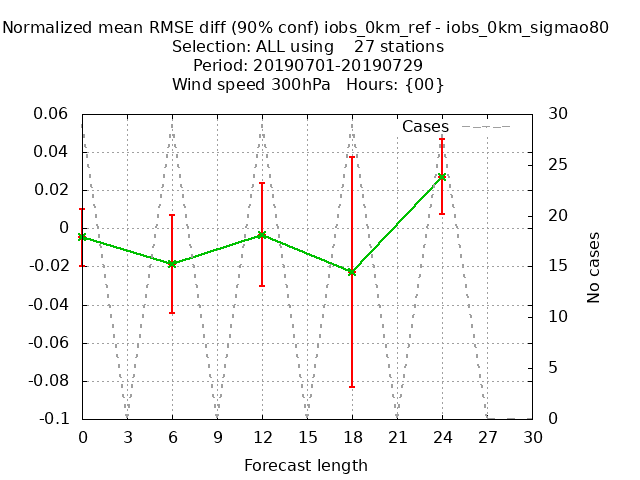 Normalized mean RMSE diff (90% conf) iobs_0km_ref - iobs_0km_sigmao80
Selection: ALL using 27 stations
Period: 20190701-20190729
Wind speed 300hPa Hours: {00}
Cases
0.06
0.04
0.02
0
-0.02
-0.04
-0.06
-0.08
-0.1
30
25
20
15
10
5
0
No cases
0 3 6 9 12 15 18 21 24 27 30
Forecast length